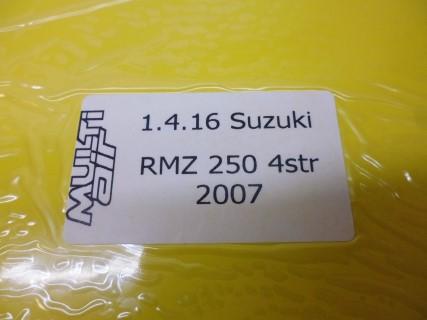 MULTI
air
1.4.16 Suzuki
RMZ 250 4str
2007